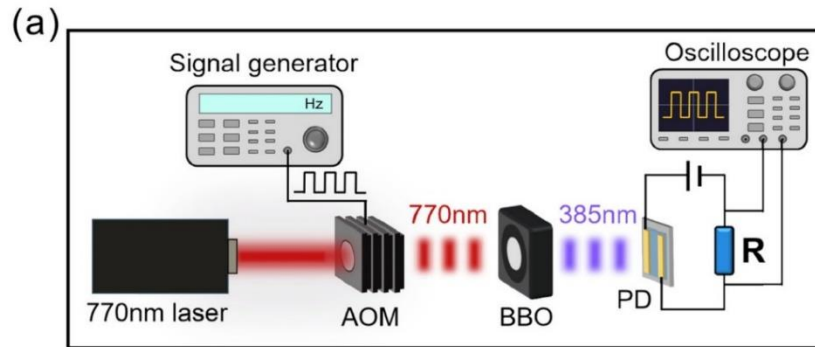 (a)
Signal generator
Hz
Oscilloscope
770nm
385nm
R
770nm laser
AOM
BBO
PD